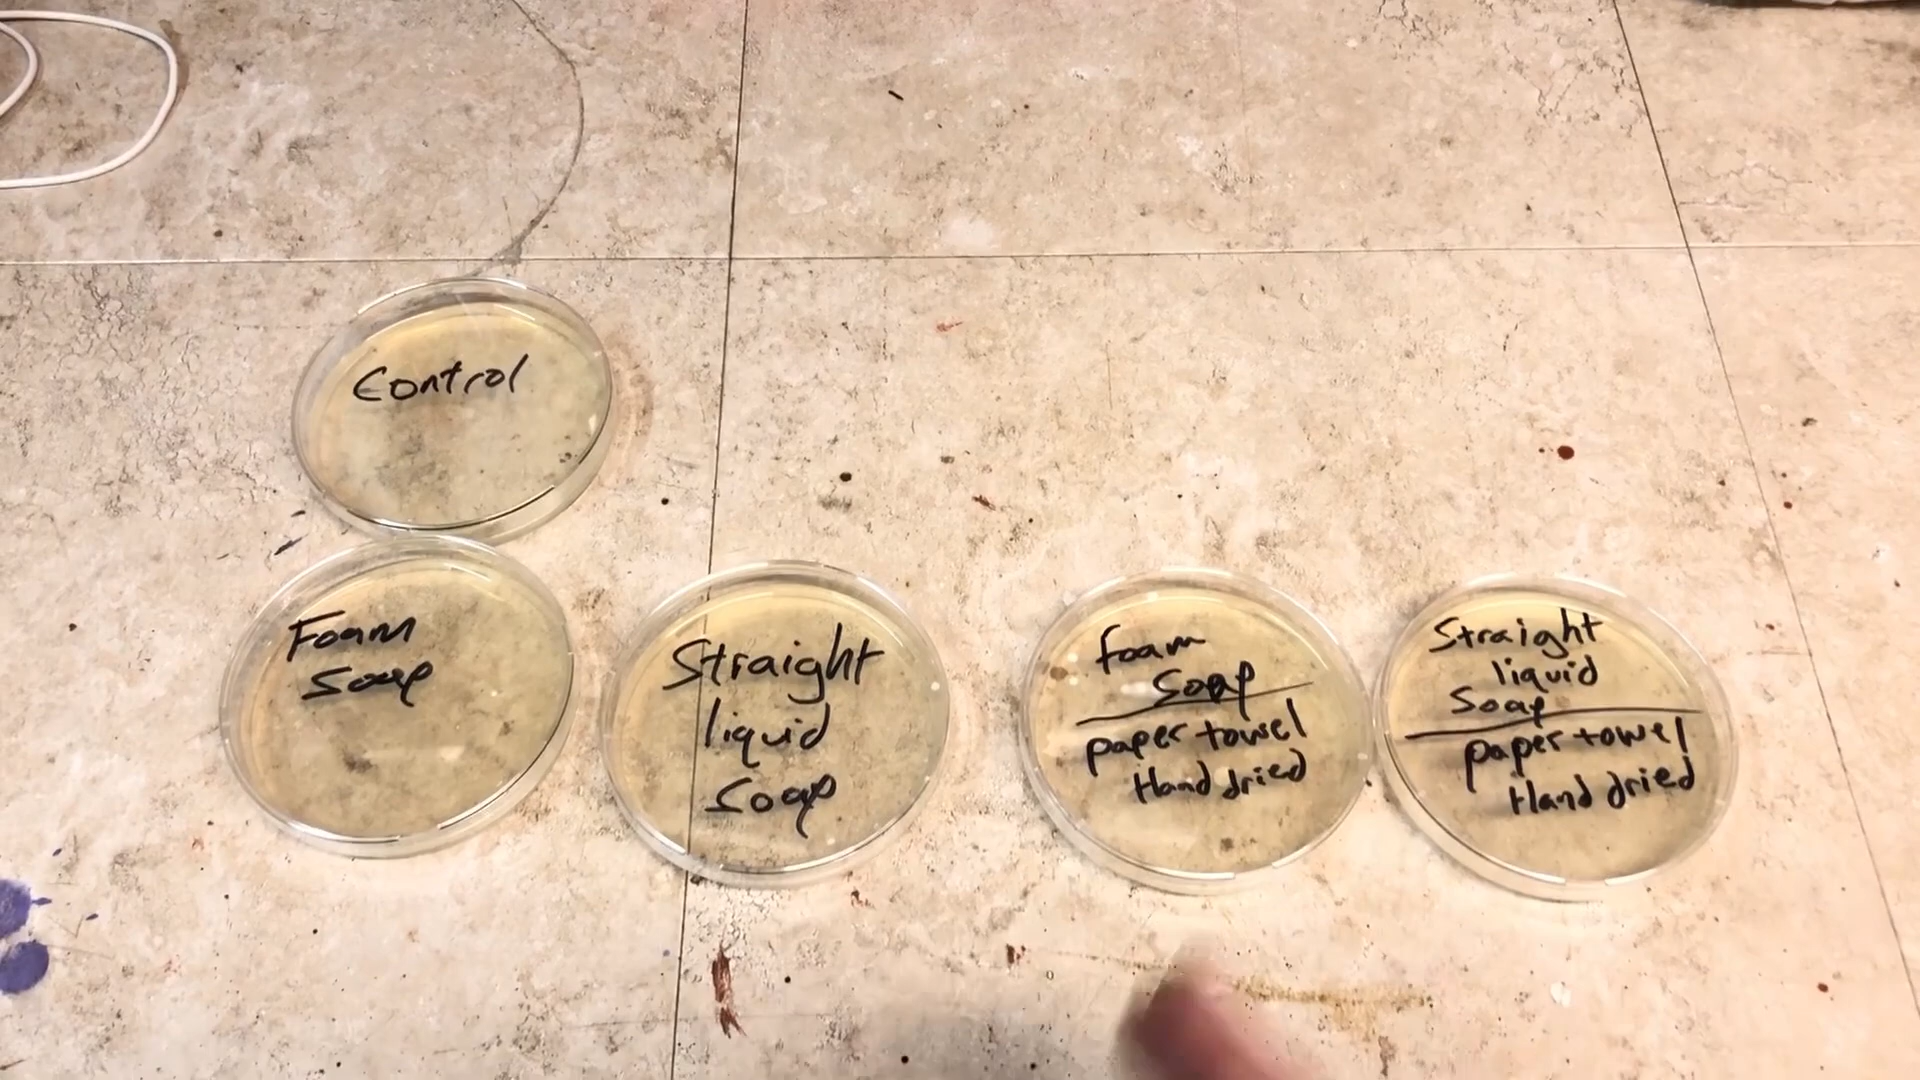 Control
Foam
Soap
Straight
liquid
Soap
foam
Soap
paper towel
Hand dried
Straight
liquid
Soap
paper towel
Hand dried